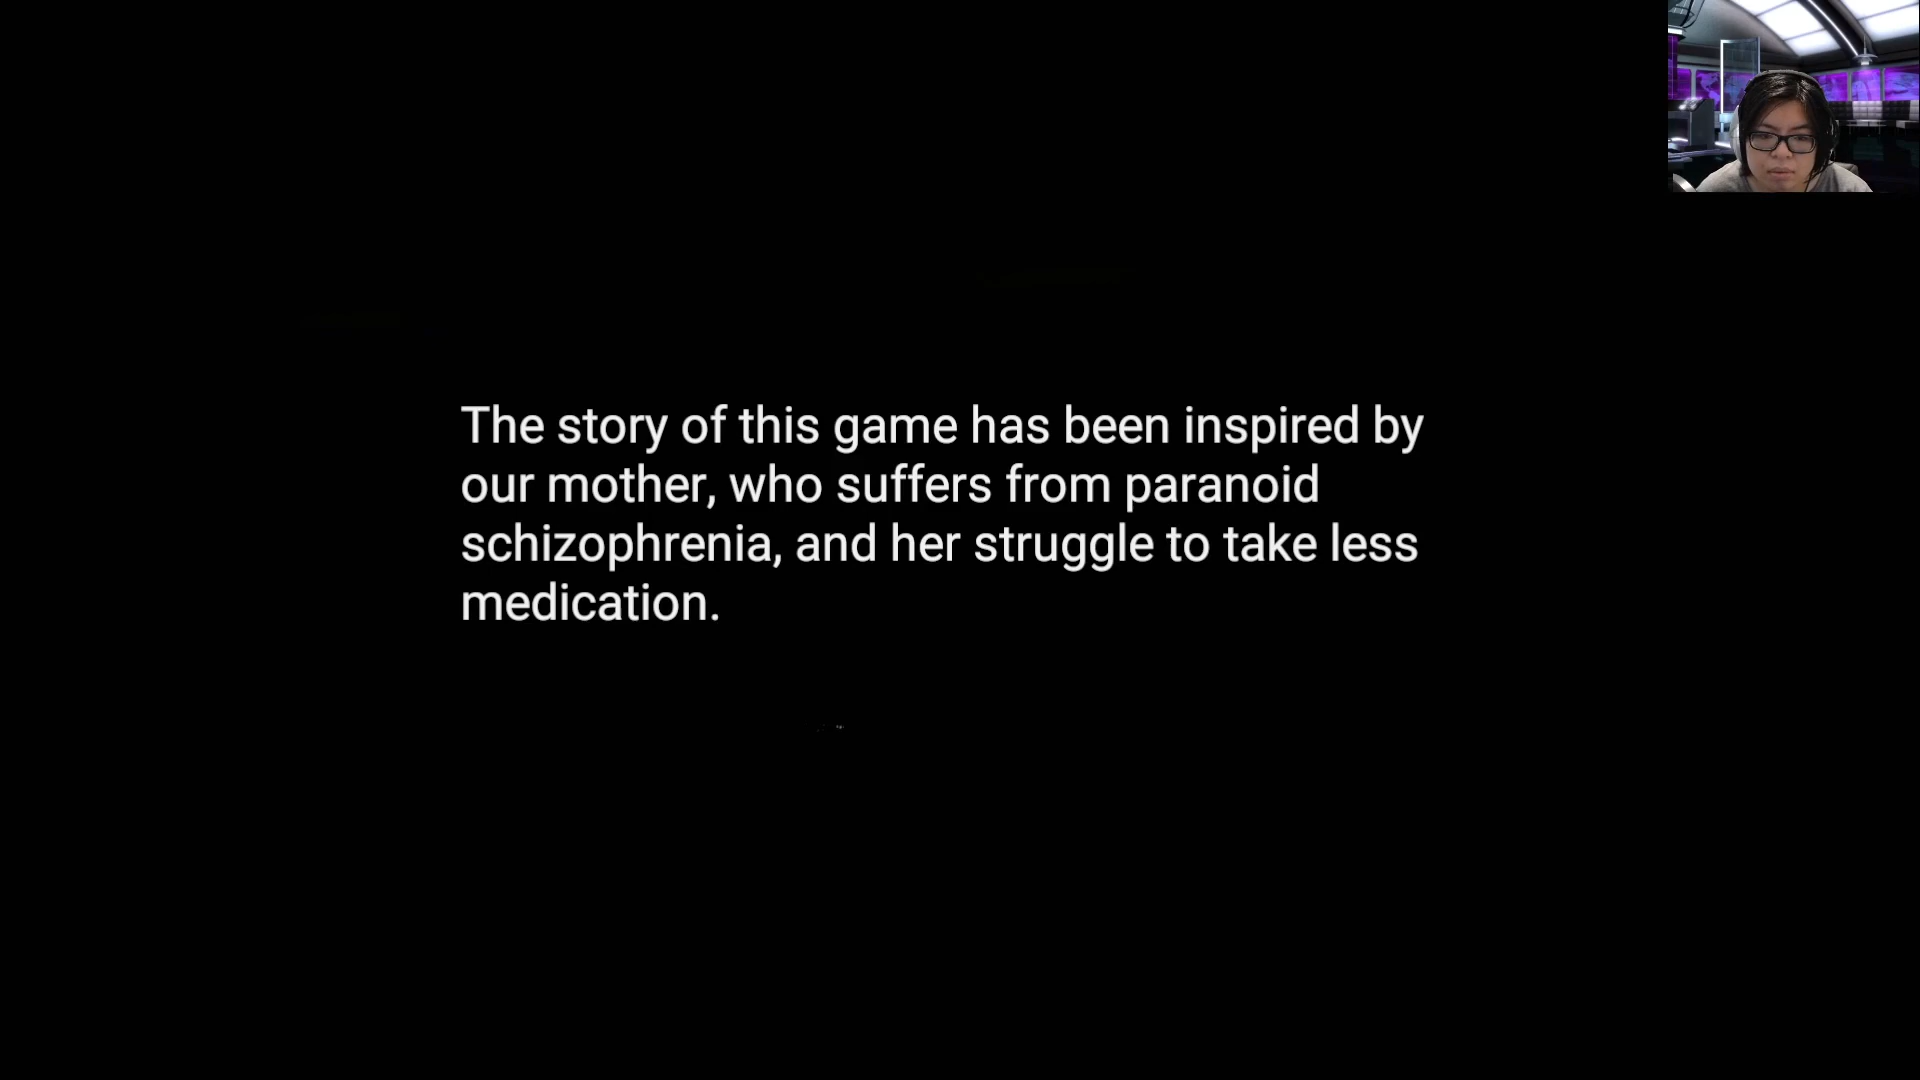 The story of this game has been inspired by
our mother, who suffers from paranoid
schizophrenia, and her struggle to take less
medication.